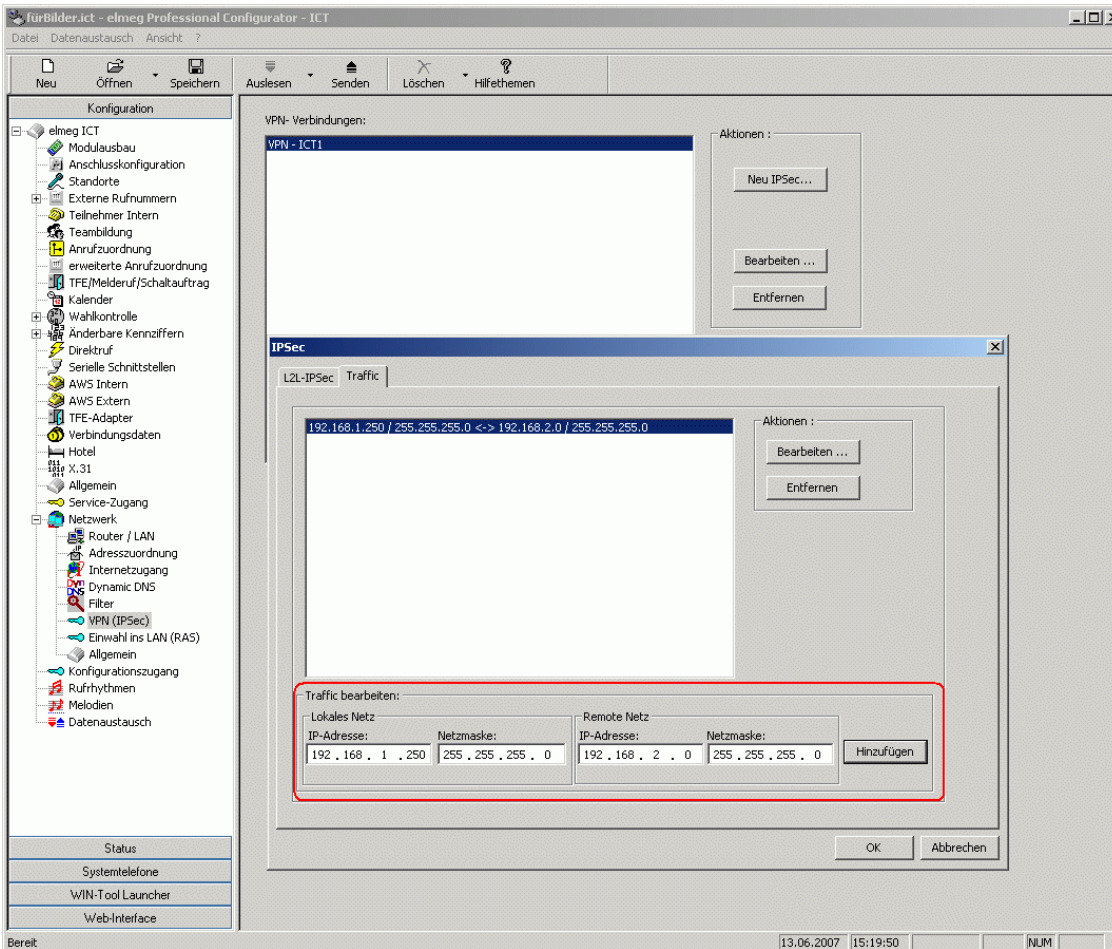 fürBilder.ict - elmeg Professional Configurator - ICT
Datei Datenaustausch Ansicht ?
Neu Öffnen Speichern Auslesen Senden Löschen Hilfethemen
Konfiguration
elmeg ICT
Modulausbau
Anschlusskonfiguration
Standorte
Externe Rufnummern
Teilnehmer Intern
Teambildung
Anrufzuordnung
erweiterte Anrufzuordnung
TFE/Melderuf/Schaltauftrag
Kalender
Wahlkontrolle
Änderbare Kennziffern
Direktruf
Serielle Schnittstellen
AWS Intern
AWS Extern
TFE-Adapter
Verbindungsdaten
Hotel
X.31
Allgemein
Service-Zugang
Netzwerk
Router / LAN
Adresszuordnung
Internetzugang
Dynamic DNS
Filter
VPN (IPSec)
Einwahl ins LAN (RAS)
Allgemein
Konfigurationszugang
Rufrhythmen
Melodien
Datenaustausch
Status
Systemtelefone
WIN-Tool Launcher
Web-Interface
VPN- Verbindungen:
VPN - ICT1
Aktionen :
Neu IPSec...
Bearbeiten ...
Entfernen
IPSec
L2L-IPSec Traffic
192.168.1.250 / 255.255.255.0 <-> 192.168.2.0 / 255.255.255.0
Aktionen :
Bearbeiten ...
Entfernen
Traffic bearbeiten:
Lokales Netz Remote Netz
IP-Adresse: Netzmaske: IP-Adresse: Netzmaske:
192 . 168 . 1 . 250 255 . 255 . 255 . 0 192 . 168 . 2 . 0 255 . 255 . 255 . 0 Hinzufügen
OK Abbrechen
Bereit 13.06.2007 15:19:50 NUM